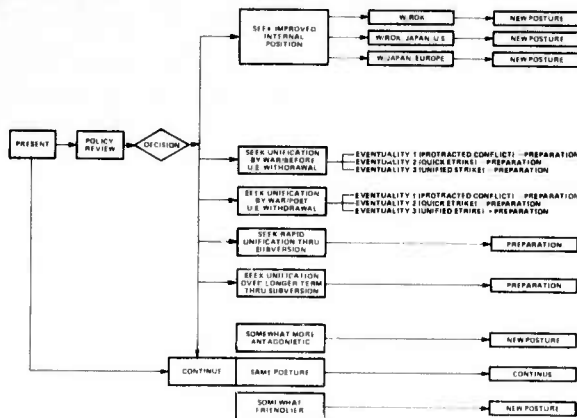 SEEK IMPROVED
INTERNAL
POSITION
W.ROK
NEW POSTURE
W/ROK, JAPAN, U.S.
NEW POSTURE
W/JAPAN, EUROPE
NEW POSTURE
PRESENT
POLICY
REVIEW
DECISION
SEEK UNIFICATION
BY WAR/BEFORE
U.S. WITHDRAWAL
EVENTUALITY 1 (PROTRACTED CONFLICT) - PREPARATION
EVENTUALITY 2 (QUICK STRIKE) - PREPARATION
EVENTUALITY 3 (UNIFIED STRIKE) - PREPARATION
SEEK UNIFICATION
BY WAR/POST
U.S. WITHDRAWAL
EVENTUALITY 1 (PROTRACTED CONFLICT) - PREPARATION
EVENTUALITY 2 (QUICK STRIKE) - PREPARATION
EVENTUALITY 3 (UNIFIED STRIKE) - PREPARATION
SEEK RAPID
UNIFICATION THRU
SUBVERSION
PREPARATION
SEEK UNIFICATION
OVER LONGER TERM
THRU SUBVERSION
PREPARATION
SOMEWHAT MORE
ANTAGONISTIC
NEW POSTURE
CONTINUE
SAME POSTURE
CONTINUE
SOMEWHAT
FRIENDLIER
NEW POSTURE